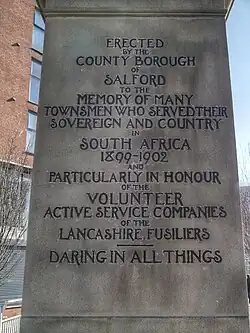 ERECTED
BY THE
COUNTY BOROUGH
OF
SALFORD
TO THE
MEMORY OF MANY
TOWNSMEN WHO SERVED THEIR
SOVEREIGN AND COUNTRY
IN
SOUTH AFRICA
1899-1902
AND
PARTICULARLY IN HONOUR
OF THE
VOLUNTEER
ACTIVE SERVICE COMPANIES
OF THE
LANCASHIRE FUSILIERS
DARING IN ALL THINGS